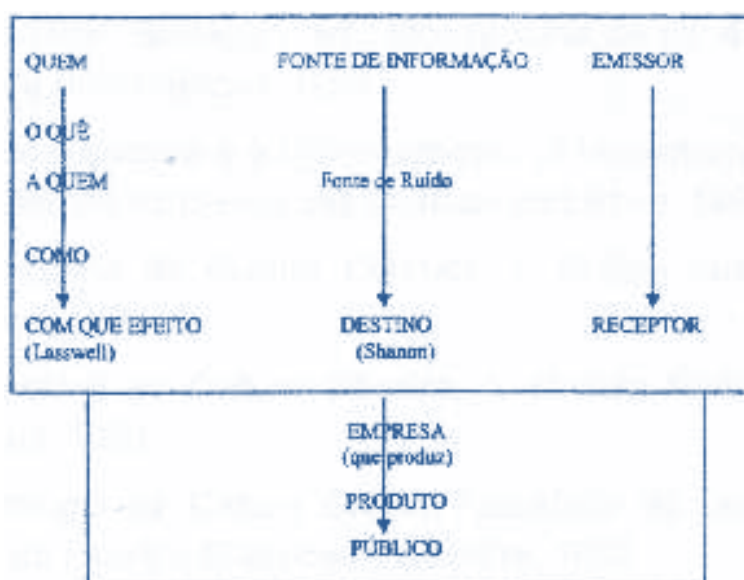 QUEM FONTE DE INFORMAÇÃO EMISSOR
O QUÊ
A QUEM Fonte de Ruído
COMO
COM QUE EFEITO DESTINO RECEPTOR
(Lasswell) (Shanon)
EMPRESA
(que produz)
PRODUTO
PÚBLICO